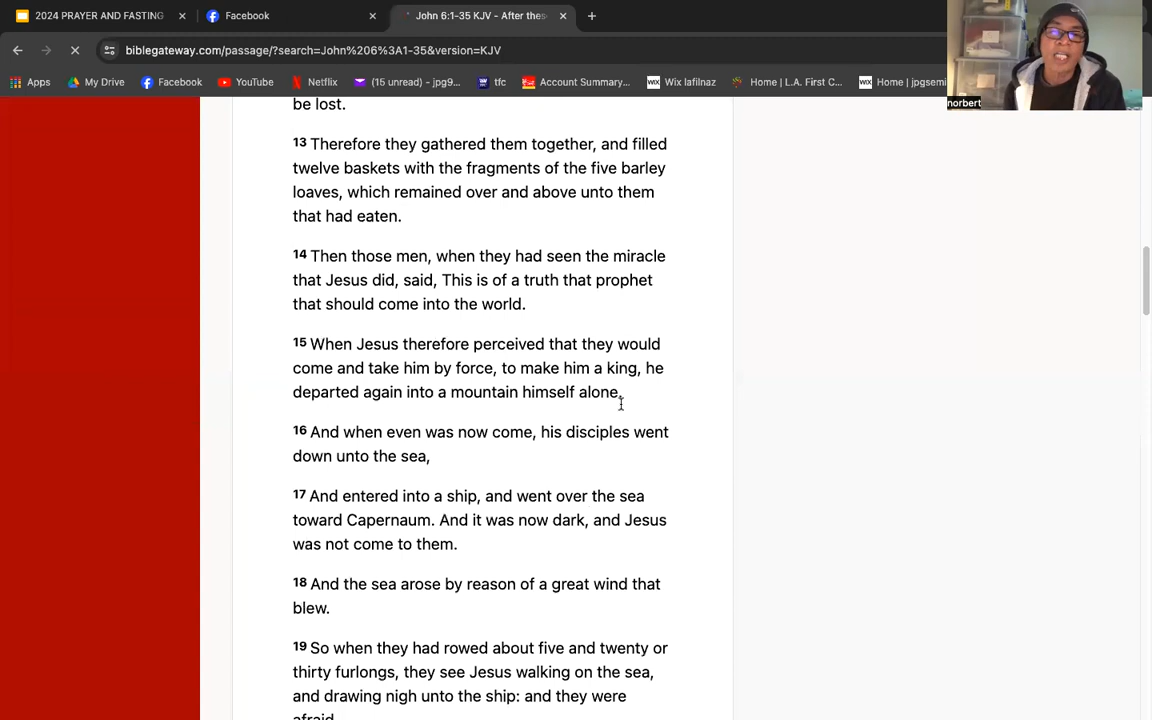 2024 PRAYER AND FASTING
Facebook
John 6:1-35 KJV - After thes
biblegateway.com/passage/?search=John%206%3A1-35&version=KJV
Apps My Drive Facebook YouTube Netflix (15 unread) - jpg9... tfc Account Summary... Wix lafilnaz Home | L.A. First C... Home | jpgsemi
norbert
be lost.
13 Therefore they gathered them together, and filled
twelve baskets with the fragments of the five barley
loaves, which remained over and above unto them
that had eaten.
14 Then those men, when they had seen the miracle
that Jesus did, said, This is of a truth that prophet
that should come into the world.
15 When Jesus therefore perceived that they would
come and take him by force, to make him a king, he
departed again into a mountain himself alone.
16 And when even was now come, his disciples went
down unto the sea,
17 And entered into a ship, and went over the sea
toward Capernaum. And it was now dark, and Jesus
was not come to them.
18 And the sea arose by reason of a great wind that
blew.
19 So when they had rowed about five and twenty or
thirty furlongs, they see Jesus walking on the sea,
and drawing nigh unto the ship: and they were
afraid.